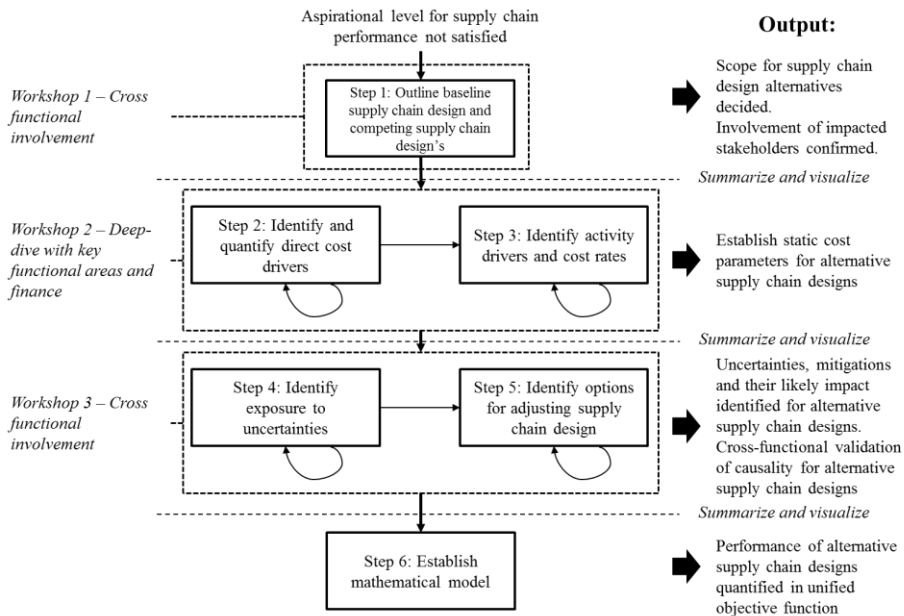 Aspirational level for supply chain
performance not satisfied
Output:
Workshop 1 – Cross
functional
involvement
Step 1: Outline baseline
supply chain design and
competing supply chain
design's
Scope for supply chain
design alternatives
decided.
Involvement of impacted
stakeholders confirmed.
Summarize and visualize
Workshop 2 – Deep-
dive with key
functional areas and
finance
Step 2: Identify and
quantify direct cost
drivers
Step 3: Identify activity
drivers and cost rates
Establish static cost
parameters for alternative
supply chain designs
Summarize and visualize
Workshop 3 – Cross
functional
involvement
Step 4: Identify
exposure to
uncertainties
Step 5: Identify options
for adjusting supply
chain design
Uncertainties, mitigations
and their likely impact
identified for alternative
supply chain designs.
Cross-functional validation
of causality for alternative
supply chain designs
Summarize and visualize
Step 6: Establish
mathematical model
Performance of alternative
supply chain designs
quantified in unified
objective function